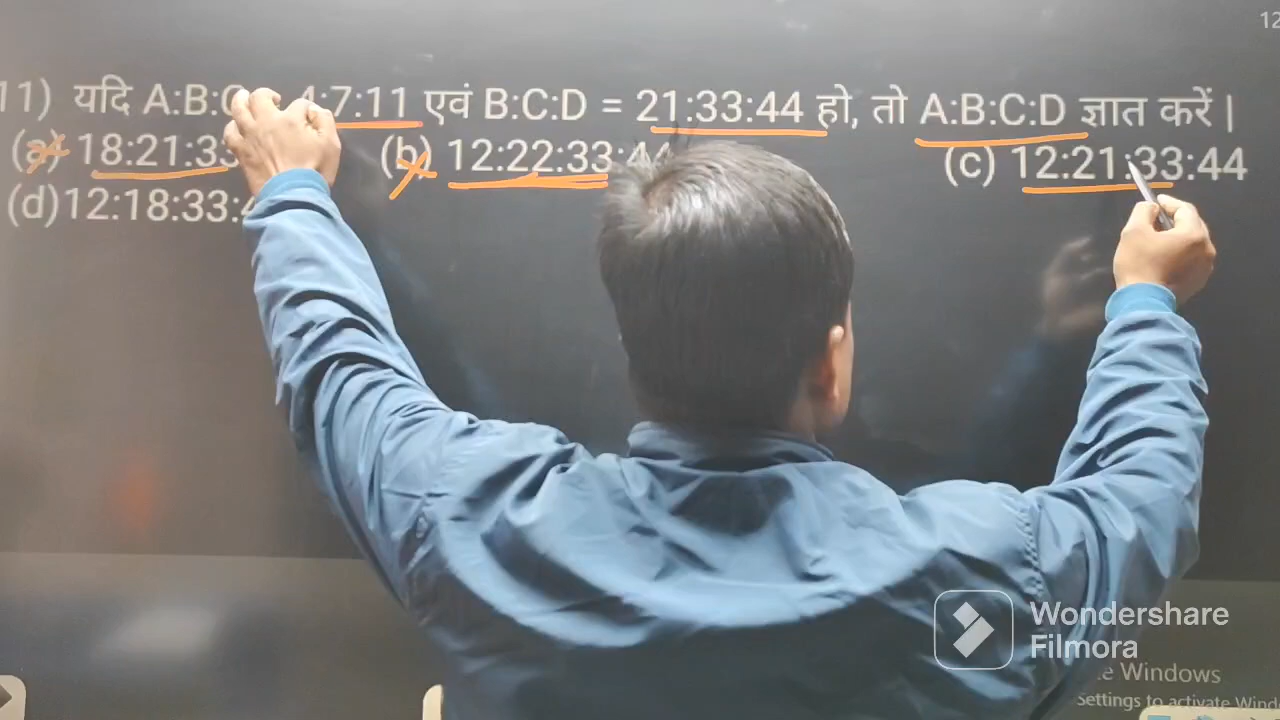 12
11) यदि A:B:C 4:7:11 एवं B:C:D = 21:33:44 हो, तो A:B:C:D ज्ञात करें |
(a) 18:21:33 (b) 12:22:33:44 (c) 12:21:33:44
(d)12:18:33:4
Wondershare
Filmora
Windows
Settings to activate Wind